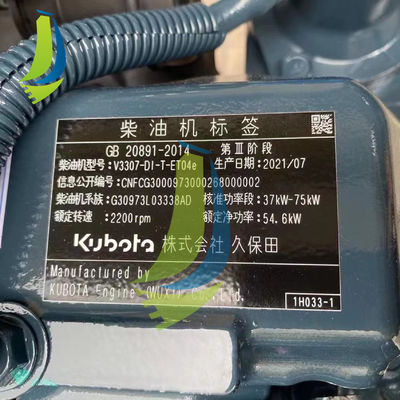 柴油机标签
GB 20891-2014 第Ⅲ阶段
柴油机型号: V3307-DI-T-ET04e 生产日期: 2021/07
信息公开编号: CNFCG3000973000268000002
柴油机系族: G30973L03338AD 核准功率段: 37kW-75kW
额定转速: 2200rpm 额定净功率: 54.6kW
Kubota 株式会社 久保田
Manufactured by
KUBOTA Engine (WUXI) Co., Ltd.
1H033-1